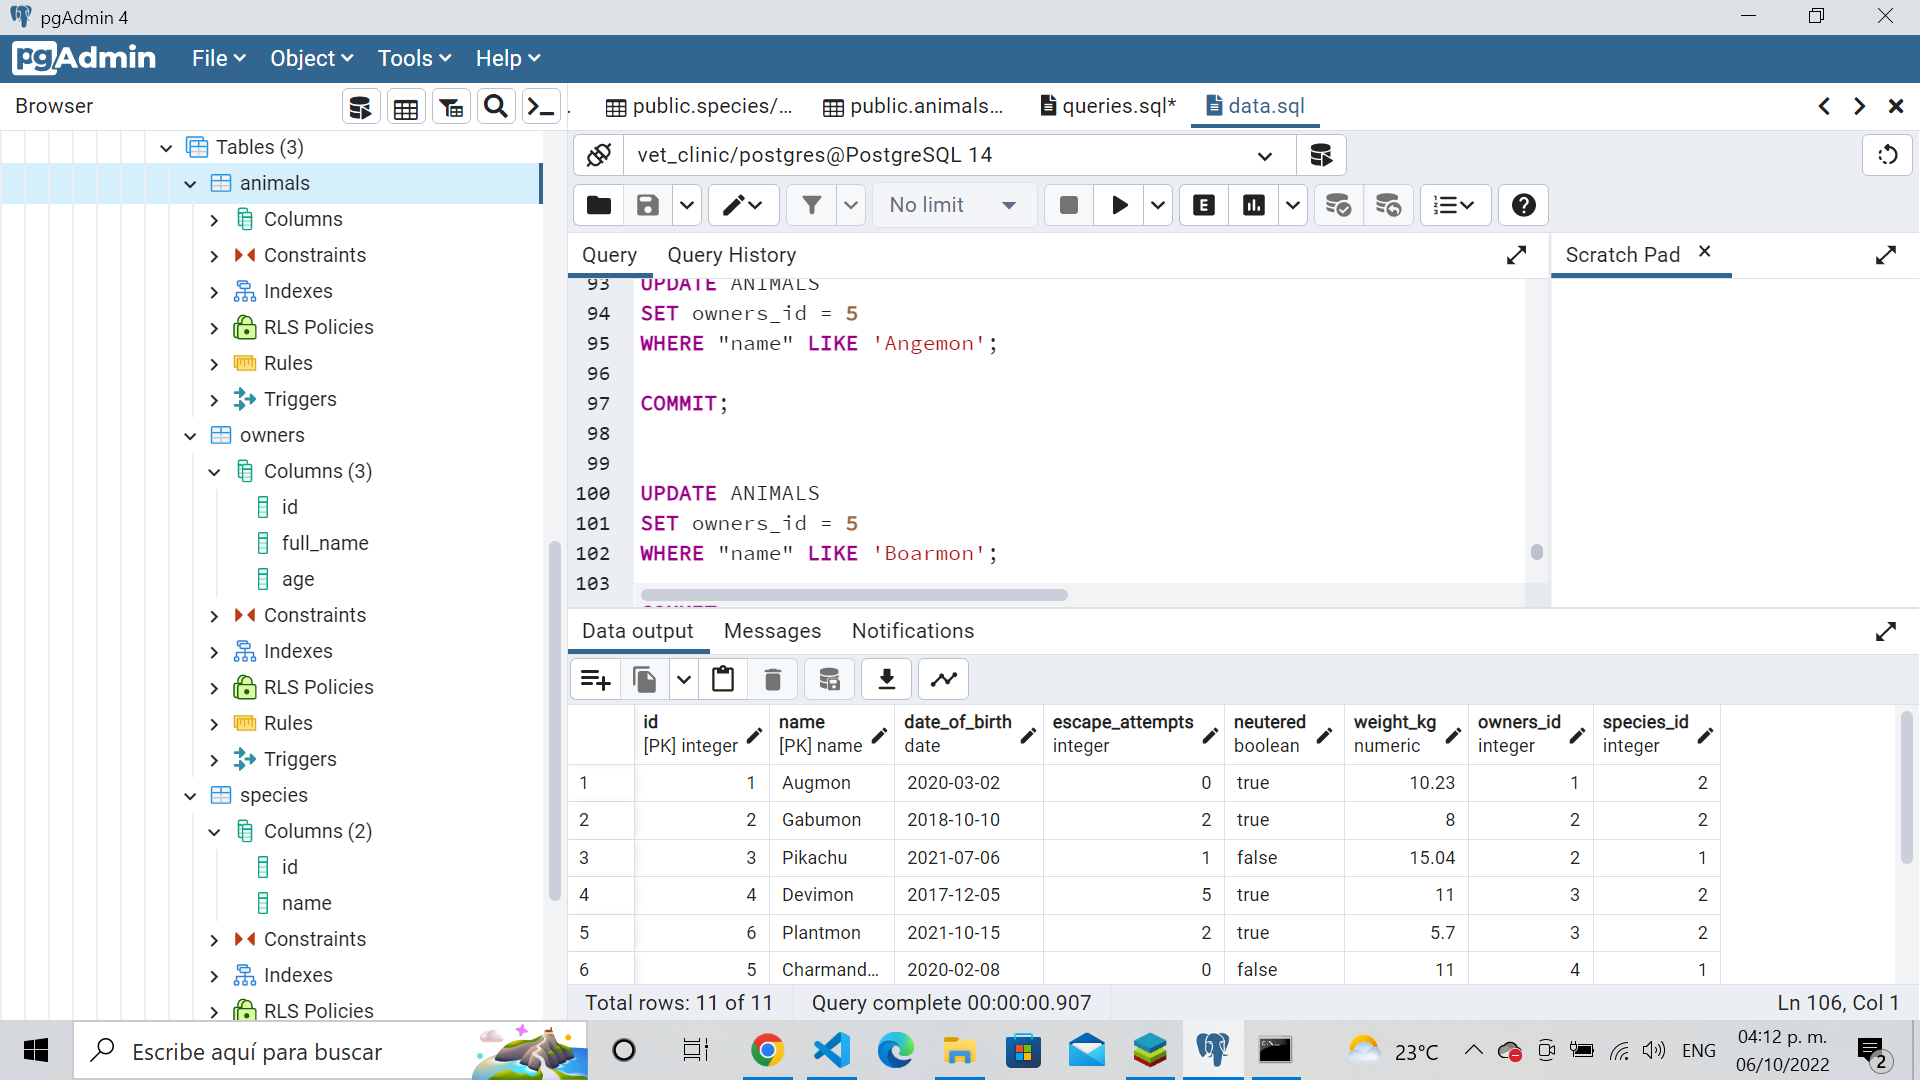 pgAdmin 4
pgAdmin File Object Tools Help
Browser
public.species/...
public.animals...
queries.sql*
data.sql
Tables (3)
animals
Columns
Constraints
Indexes
RLS Policies
Rules
Triggers
owners
Columns (3)
id
full_name
age
Constraints
Indexes
RLS Policies
Rules
Triggers
species
Columns (2)
id
name
Constraints
Indexes
RLS Policies
vet_clinic/postgres@PostgreSQL 14
No limit
E
Query Query History
Scratch Pad
93 UPDATE ANIMALS
94 SET owners_id = 5
95 WHERE "name" LIKE 'Angemon';
96
97 COMMIT;
98
99
100 UPDATE ANIMALS
101 SET owners_id = 5
102 WHERE "name" LIKE 'Boarmon';
103
Data output Messages Notifications
id name date_of_birth escape_attempts neutered weight_kg owners_id species_id
[PK] integer [PK] name date integer boolean numeric integer integer
1 1 Augmon 2020-03-02 0 true 10.23 1 2
2 2 Gabumon 2018-10-10 2 true 8 2 2
3 3 Pikachu 2021-07-06 1 false 15.04 2 1
4 4 Devimon 2017-12-05 5 true 11 3 2
5 6 Plantmon 2021-10-15 2 true 5.7 3 2
6 5 Charmand... 2020-02-08 0 false 11 4 1
Total rows: 11 of 11 Query complete 00:00:00.907 Ln 106, Col 1
Escribe aquí para buscar
23°C
ENG
04:12 p. m.
06/10/2022
2